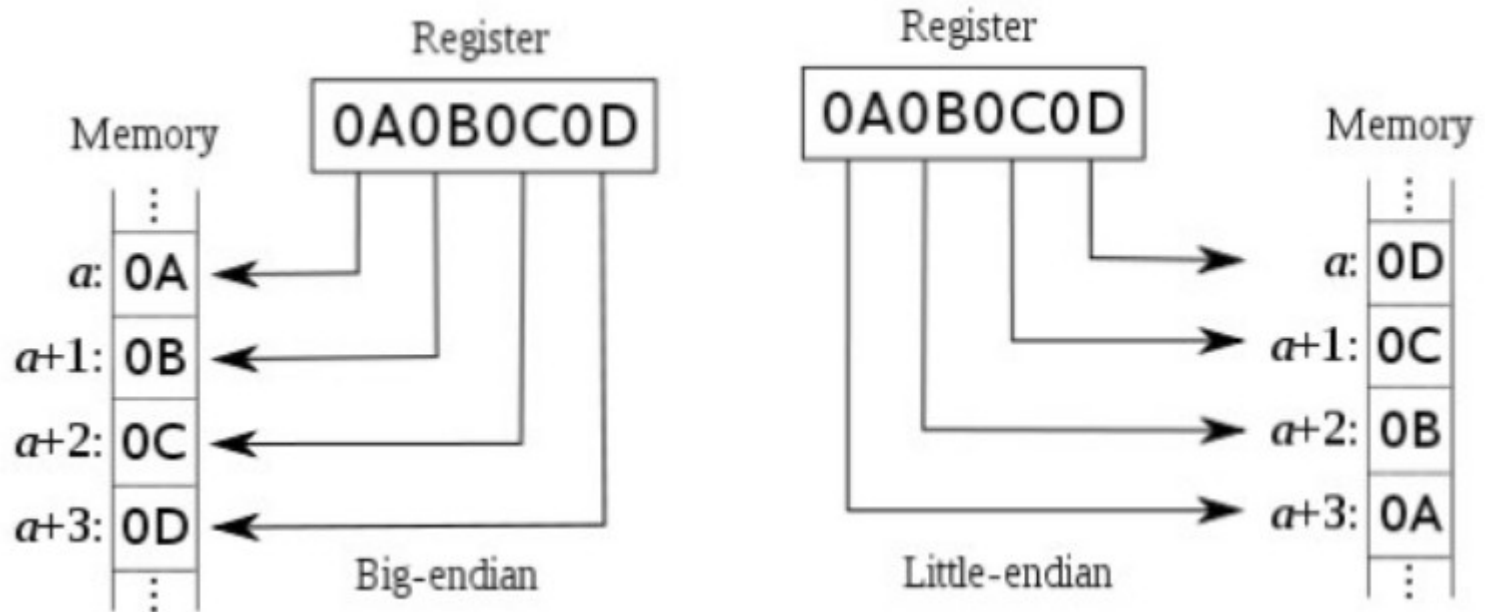 Register
0A0B0C0D
Memory
⋮
a: 0A
a+1: 0B
a+2: 0C
a+3: 0D
⋮
Big-endian
Register
0A0B0C0D
Memory
⋮
a: 0D
a+1: 0C
a+2: 0B
a+3: 0A
⋮
Little-endian